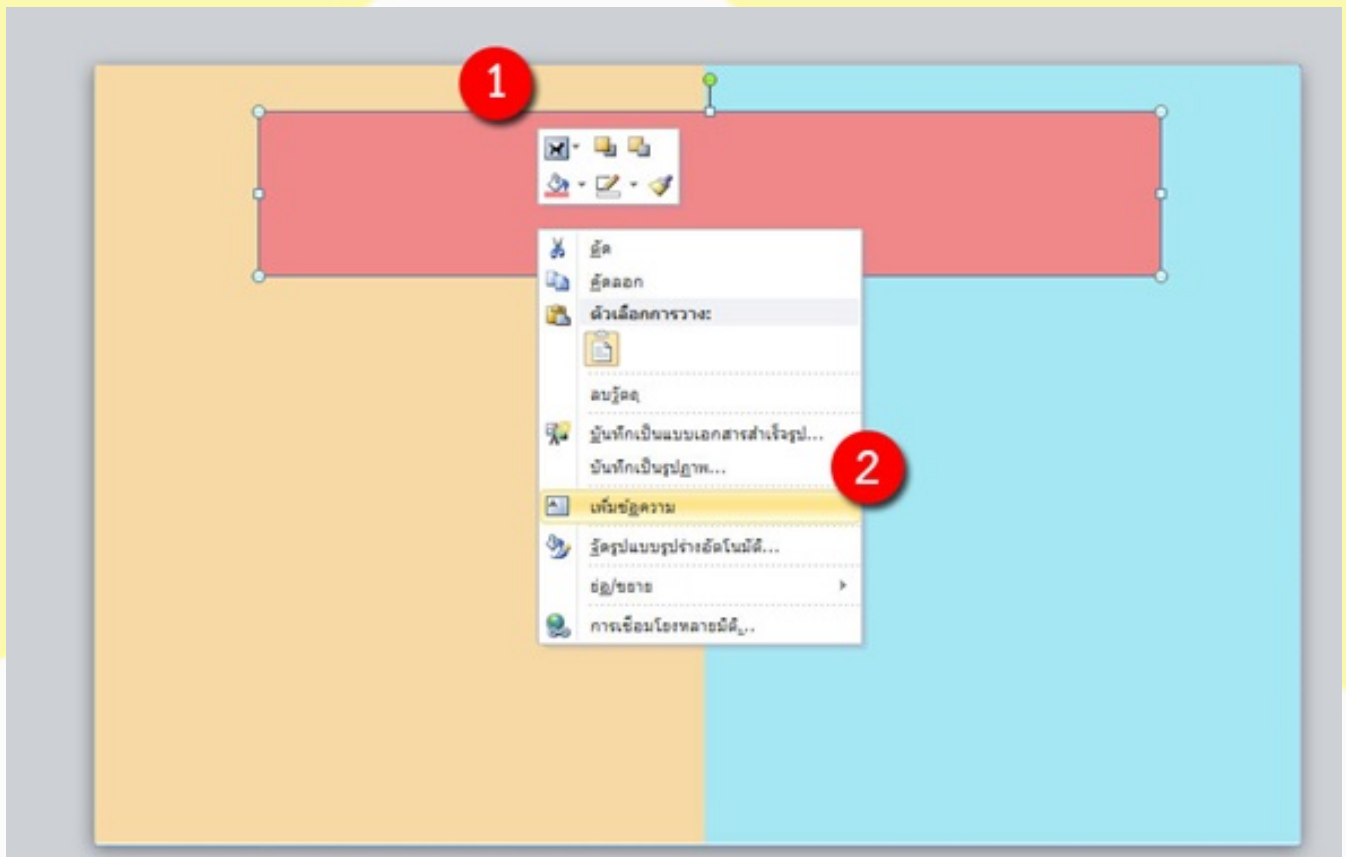 1
ตัด
คัดลอก
ตัวเลือกการวาง:
ลบวัตถุ
บันทึกเป็นแบบเอกสารสำเร็จรูป...
บันทึกเป็นรูปภาพ...
2
เพิ่มข้อความ
จัดรูปแบบรูปร่างอัตโนมัติ...
ย่อ/ขยาย
การเชื่อมโยงหลายมิติ...